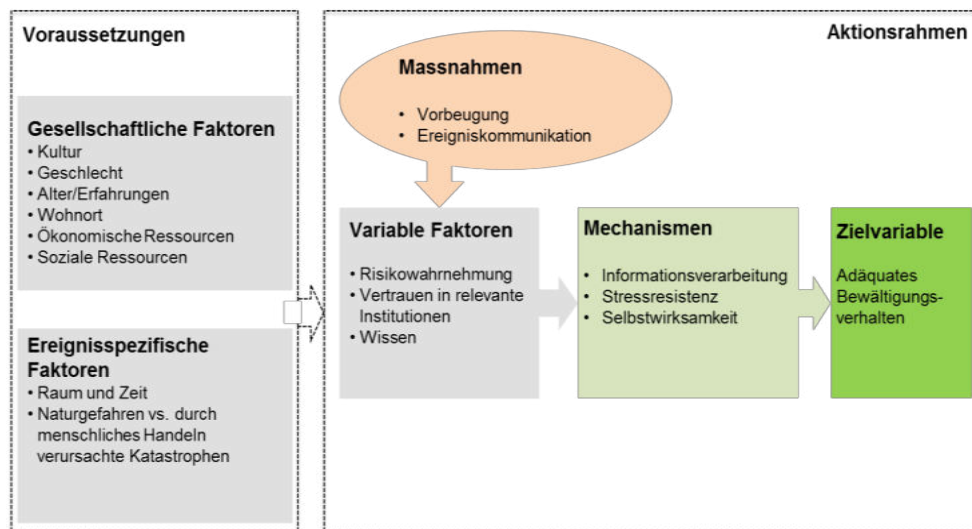 Voraussetzungen
Gesellschaftliche Faktoren
• Kultur
• Geschlecht
• Alter/Erfahrungen
• Wohnort
• Ökonomische Ressourcen
• Soziale Ressourcen
Ereignisspezifische
Faktoren
• Raum und Zeit
• Naturgefahren vs. durch
menschliches Handeln
verursachte Katastrophen
Aktionsrahmen
Massnahmen
• Vorbeugung
• Ereigniskommunikation
Variable Faktoren
• Risikowahrnehmung
• Vertrauen in relevante
Institutionen
• Wissen
Mechanismen
• Informationsverarbeitung
• Stressresistenz
• Selbstwirksamkeit
Zielvariable
Adäquates
Bewältigungs-
verhalten